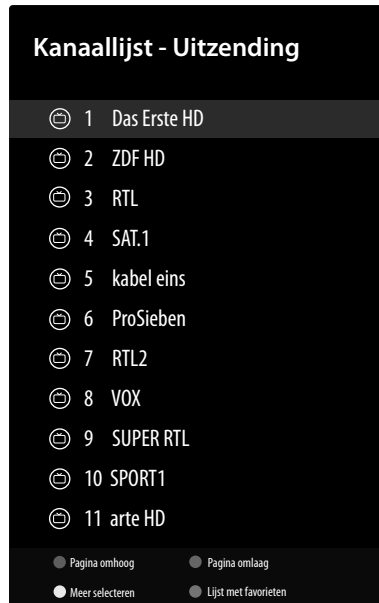 Kanaallijst - Uitzending
1 Das Erste HD
2 ZDF HD
3 RTL
4 SAT.1
5 kabel eins
6 ProSieben
7 RTL2
8 VOX
9 SUPER RTL
10 SPORT1
11 arte HD
Pagina omhoog Pagina omlaag
Meer selecteren Lijst met favorieten